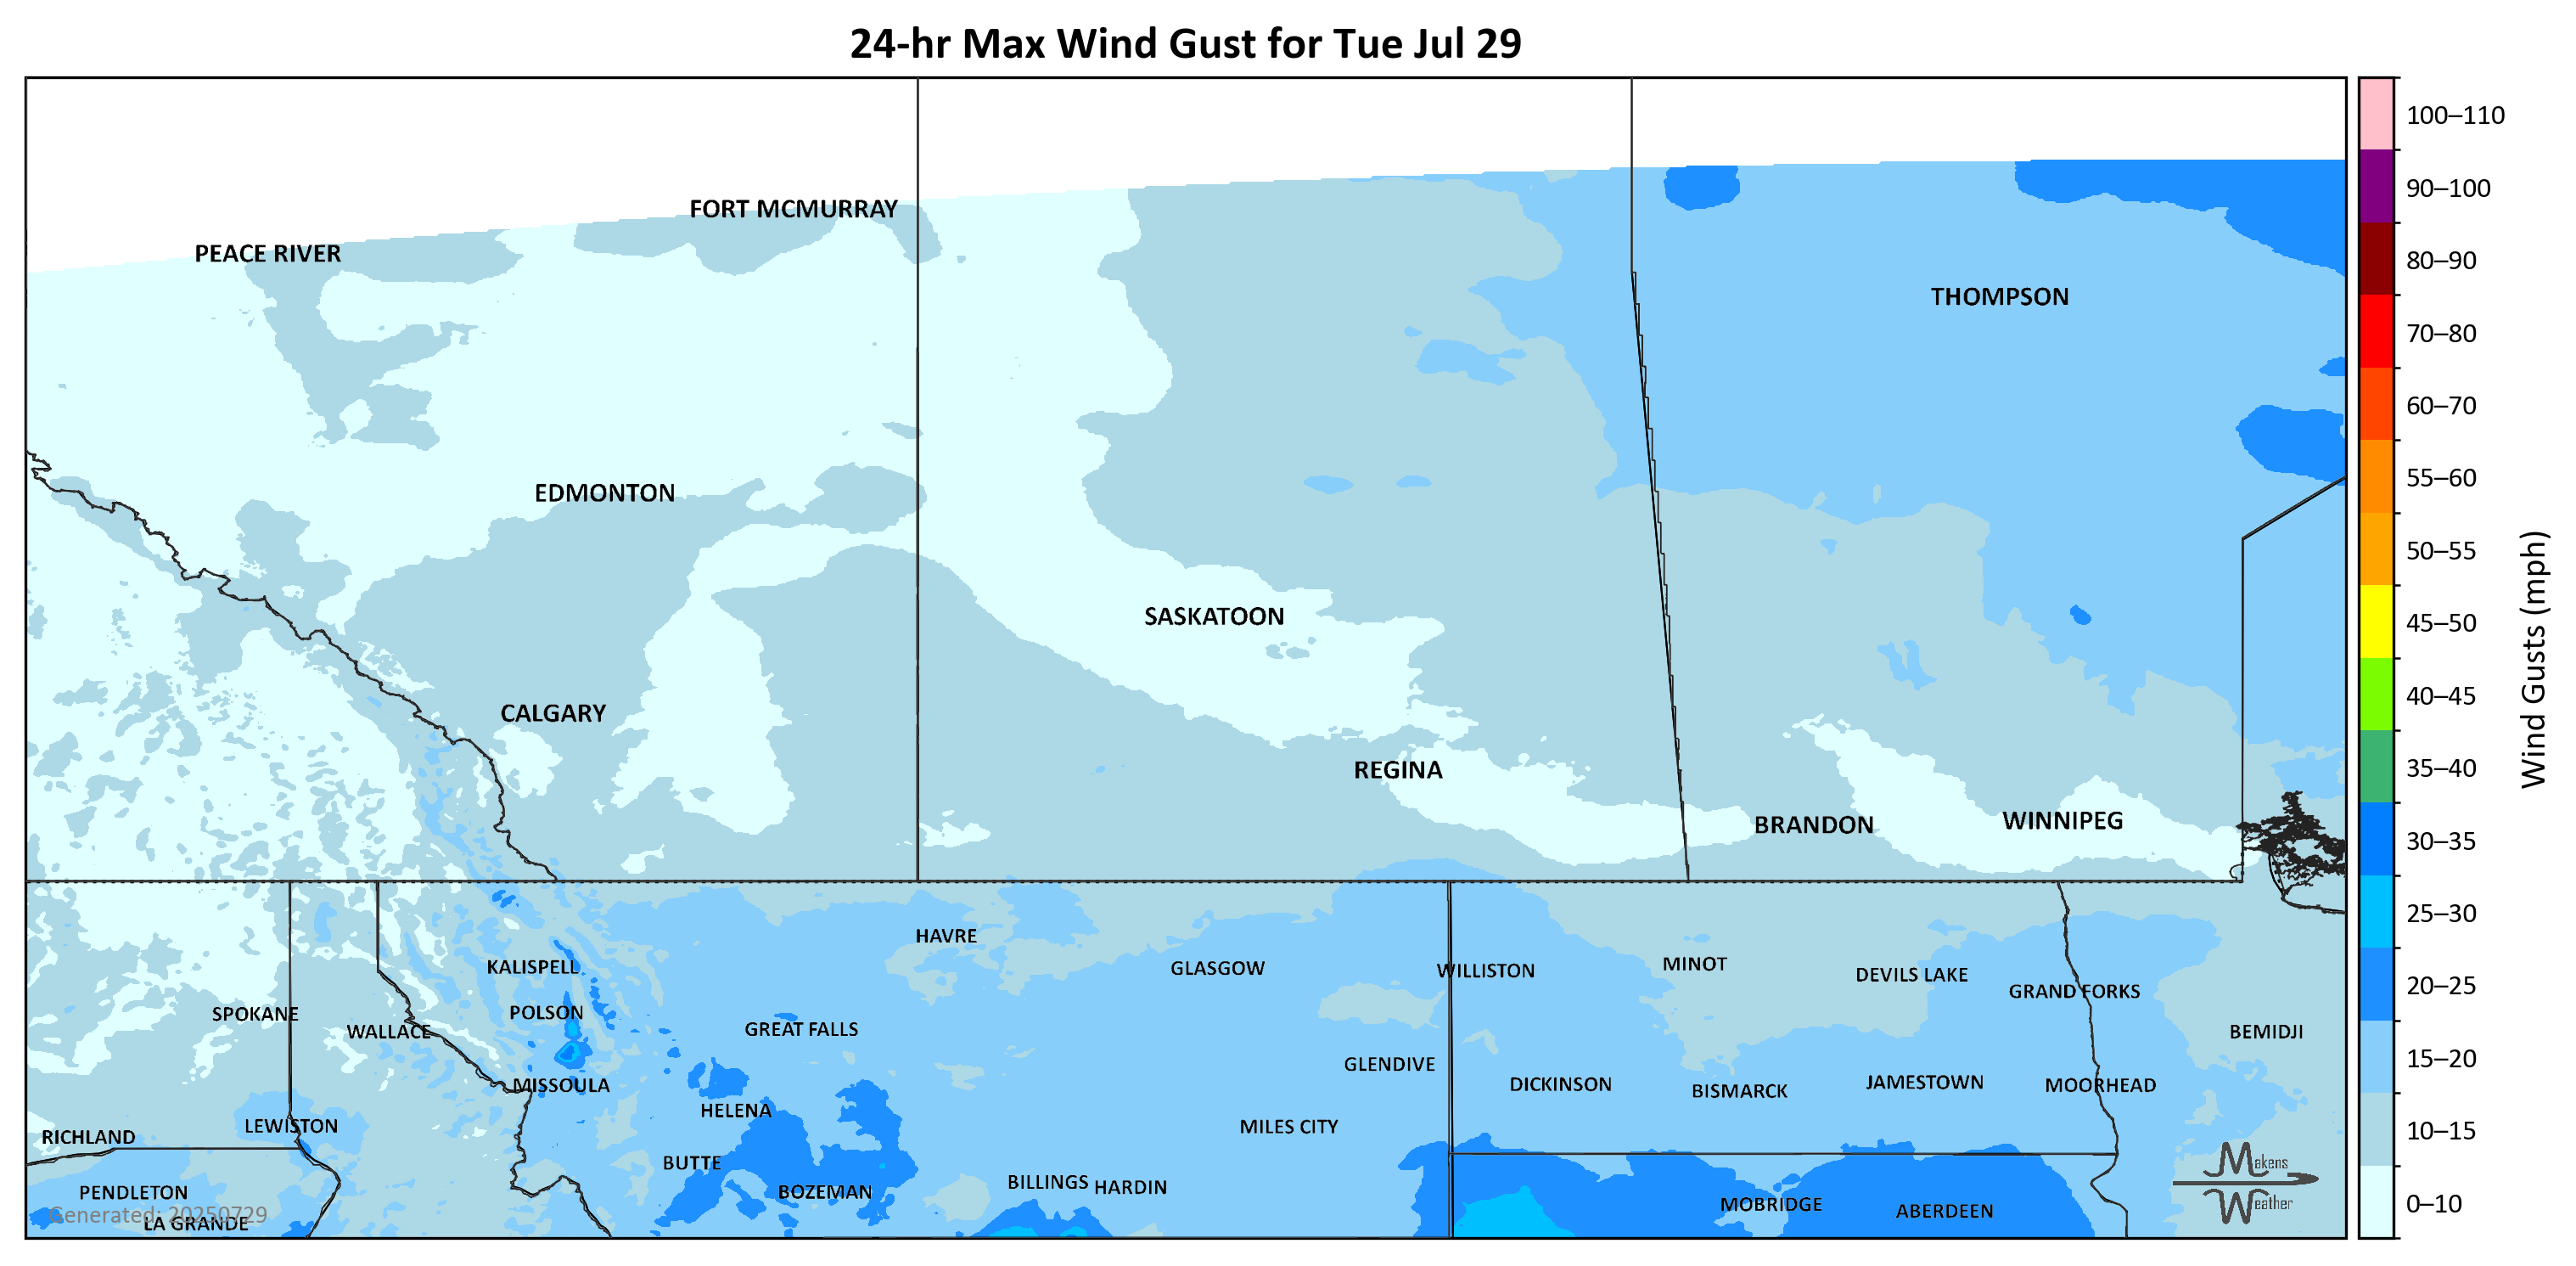 24-hr Max Wind Gust for Tue Jul 29
100–110
90–100
80–90
70–80
60–70
55–60
50–55
45–50
40–45
35–40
30–35
25–30
20–25
15–20
10–15
0–10
Wind Gusts (mph)
FORT MCMURRAY
PEACE RIVER
THOMPSON
EDMONTON
SASKATOON
CALGARY
REGINA
BRANDON
WINNIPEG
HAVRE
KALISPELL
GLASGOW
WILLISTON
MINOT
DEVILS LAKE
GRAND FORKS
SPOKANE
POLSON
WALLACE
GREAT FALLS
BEMIDJI
GLENDIVE
MISSOULA
DICKINSON
BISMARCK
JAMESTOWN
MOORHEAD
HELENA
LEWISTON
MILES CITY
RICHLAND
BUTTE
PENDLETON
BOZEMAN
BILLINGS
HARDIN
MOBRIDGE
ABERDEEN
Generated: 20250729
LA GRANDE
Makens
Weather